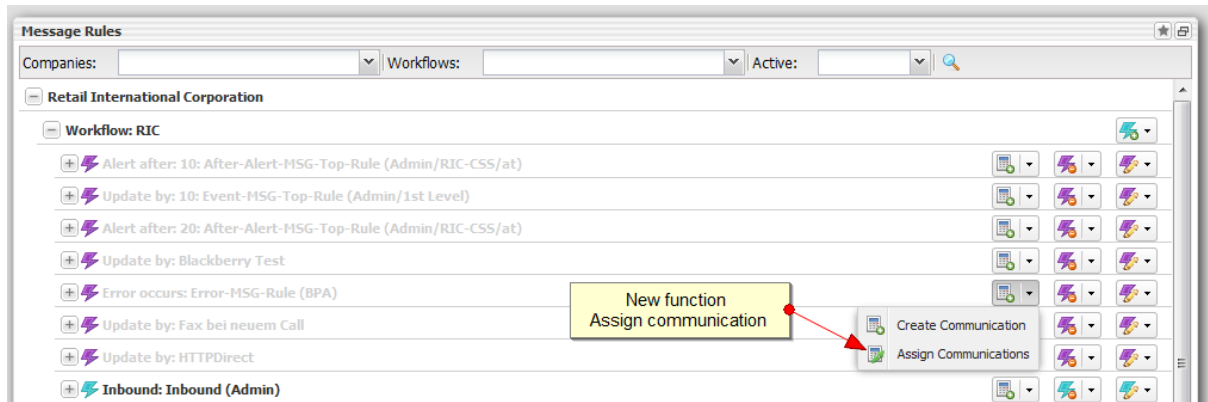 Message Rules
Companies: Workflows: Active:
Retail International Corporation
Workflow: RIC
Alert after: 10: After-Alert-MSG-Top-Rule (Admin/RIC-CSS/at)
Update by: 10: Event-MSG-Top-Rule (Admin/1st Level)
Alert after: 20: After-Alert-MSG-Top-Rule (Admin/RIC-CSS/at)
Update by: Blackberry Test
Error occurs: Error-MSG-Rule (BPA)
New function
Assign communication
Update by: Fax bei neuem Call
Create Communication
Update by: HTTPDirect
Assign Communications
Inbound: Inbound (Admin)